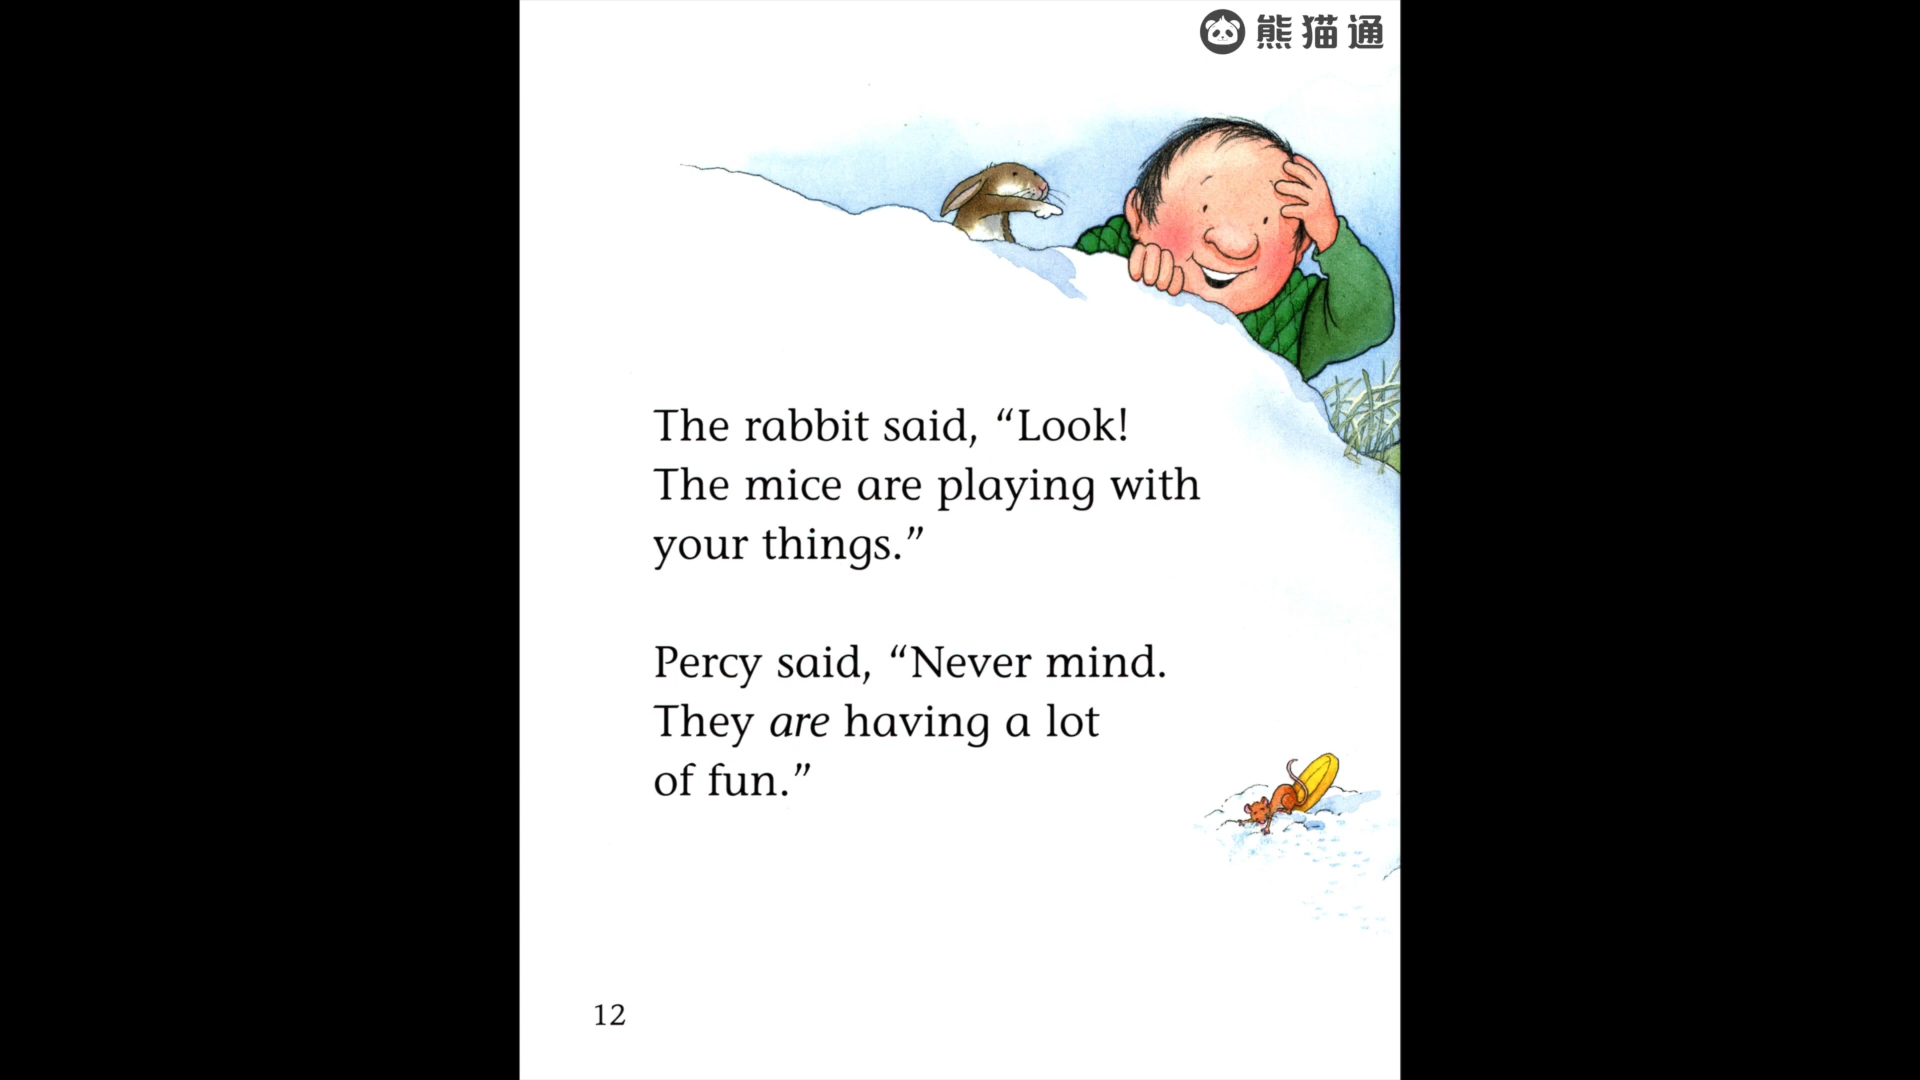 熊猫通
The rabbit said, “Look!
The mice are playing with
your things.”
Percy said, “Never mind.
They are having a lot
of fun.”
12